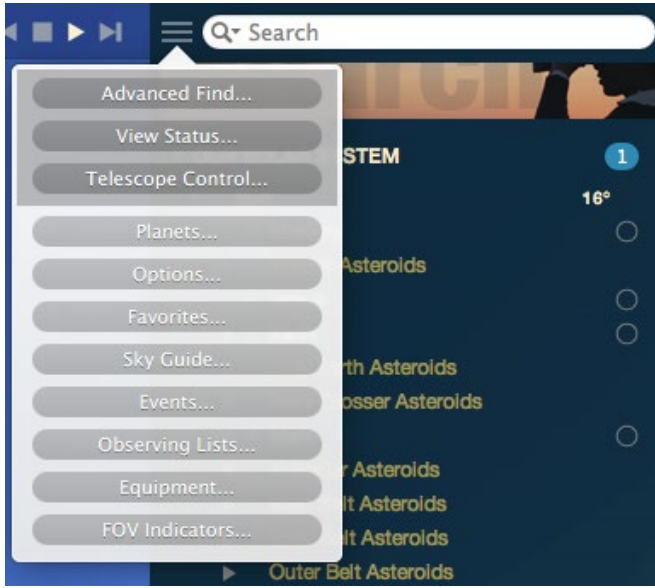 Search
Advanced Find...
View Status...
Telescope Control...
STEM
1
16°
Planets...
Options...
Asteroids
Favorites...
Sky Guide...
rth Asteroids
Events...
osser Asteroids
Observing Lists...
r Asteroids
Equipment...
lt Asteroids
FOV Indicators...
lt Asteroids
Outer Belt Asteroids